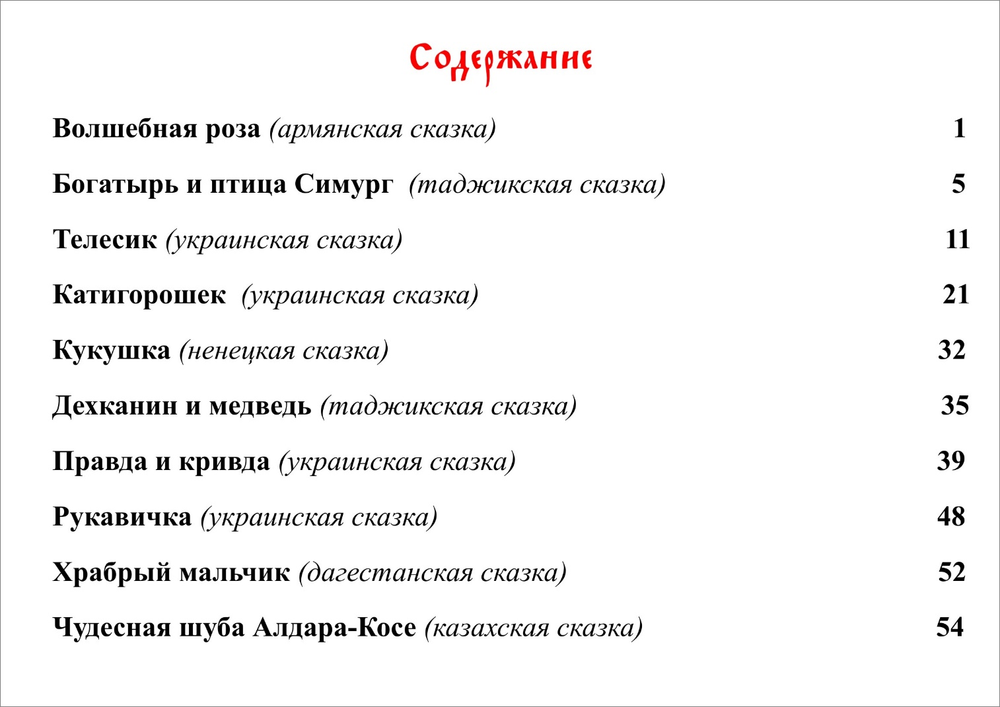 Содержание
Волшебная роза (армянская сказка) 1
Богатырь и птица Симург (таджикская сказка) 5
Телесик (украинская сказка) 11
Катигорошек (украинская сказка) 21
Кукушка (ненецкая сказка) 32
Дехканин и медведь (таджикская сказка) 35
Правда и кривда (украинская сказка) 39
Рукавичка (украинская сказка) 48
Храбрый мальчик (дагестанская сказка) 52
Чудесная шуба Алдара-Косе (казахская сказка) 54